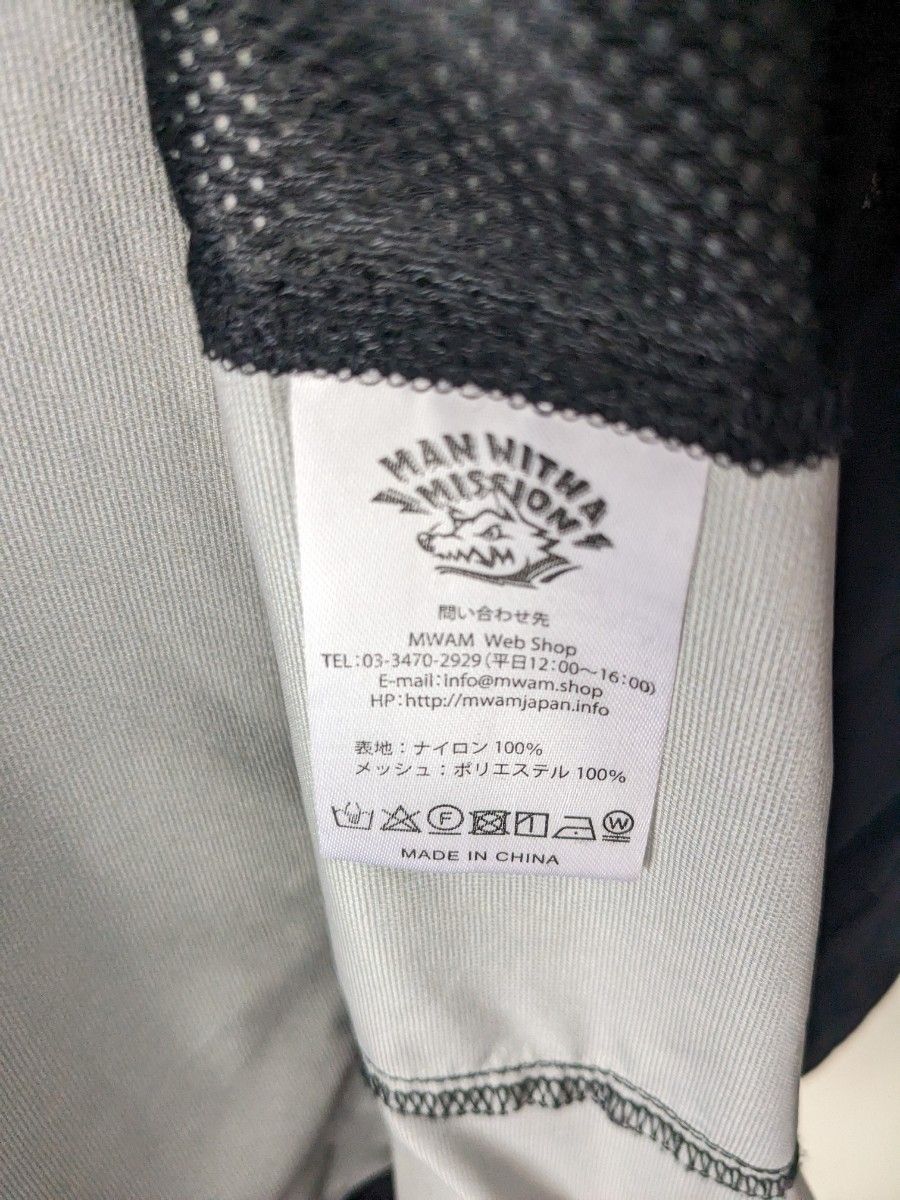 MAN WITH A
MISSION
問い合わせ先
MWAM Web Shop
TEL:03-3470-2929(平日12:00〜16:00)
E-mail:info@mwam.shop
HP:http://mwamjapan.info
表地：ナイロン 100%
メッシュ：ポリエステル 100%
F
W
MADE IN CHINA